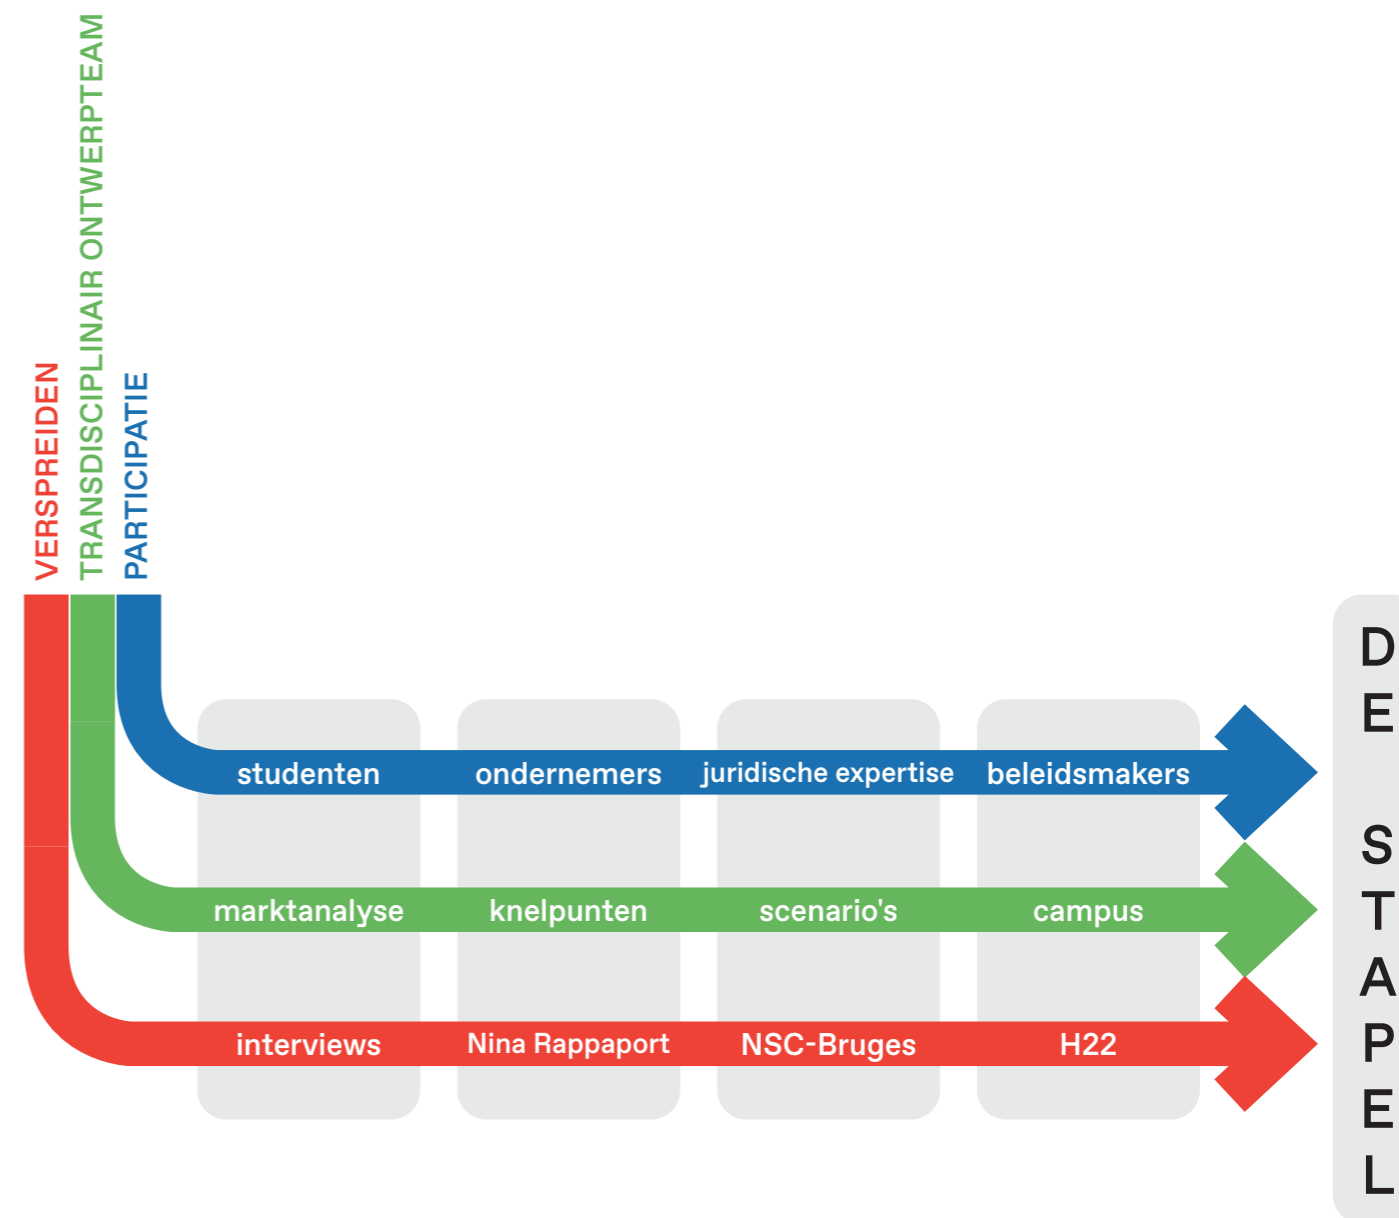 VERSPREIDEN
TRANSDISCIPLINAIR ONTWERPTEAM
PARTICIPATIE
studenten ondernemers juridische expertise beleidsmakers
marktanalyse knelpunten scenario's campus
interviews Nina Rappaport NSC-Bruges H22
DE STAPEL